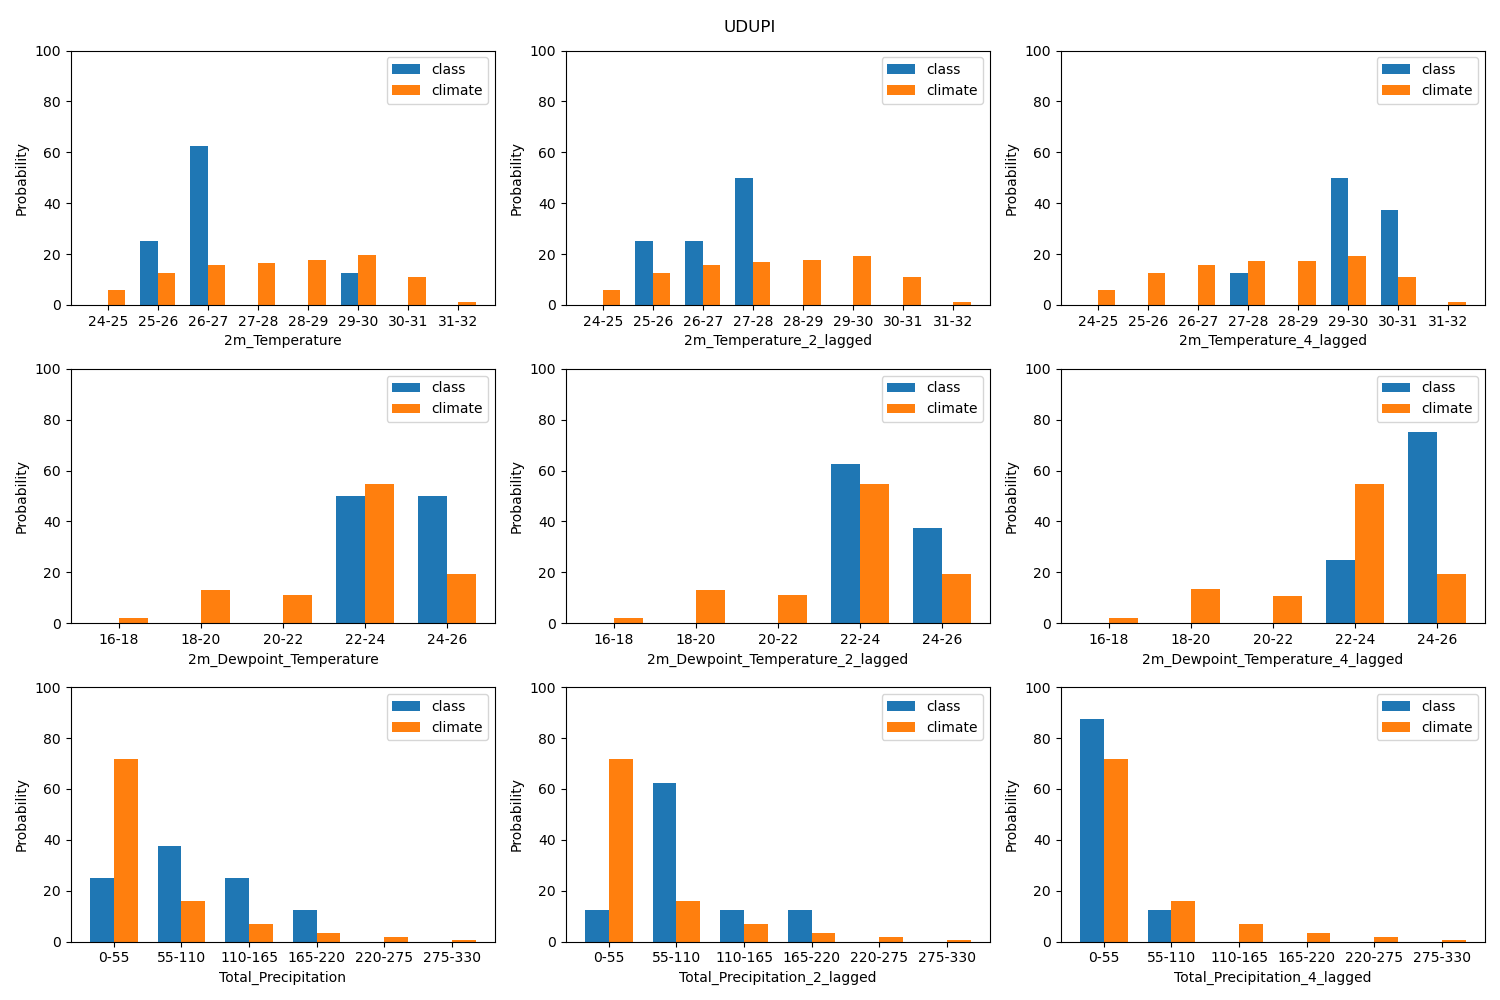 UDUPI
100
80
60
40
20
0
Probability
class
climate
24-25 25-26 26-27 27-28 28-29 29-30 30-31 31-32
2m_Temperature
100
80
60
40
20
0
Probability
class
climate
24-25 25-26 26-27 27-28 28-29 29-30 30-31 31-32
2m_Temperature_2_lagged
100
80
60
40
20
0
Probability
class
climate
24-25 25-26 26-27 27-28 28-29 29-30 30-31 31-32
2m_Temperature_4_lagged
100
80
60
40
20
0
Probability
class
climate
16-18 18-20 20-22 22-24 24-26
2m_Dewpoint_Temperature
100
80
60
40
20
0
Probability
class
climate
16-18 18-20 20-22 22-24 24-26
2m_Dewpoint_Temperature_2_lagged
100
80
60
40
20
0
Probability
class
climate
16-18 18-20 20-22 22-24 24-26
2m_Dewpoint_Temperature_4_lagged
100
80
60
40
20
0
Probability
class
climate
0-55 55-110 110-165 165-220 220-275 275-330
Total_Precipitation
100
80
60
40
20
0
Probability
class
climate
0-55 55-110 110-165 165-220 220-275 275-330
Total_Precipitation_2_lagged
100
80
60
40
20
0
Probability
class
climate
0-55 55-110 110-165 165-220 220-275 275-330
Total_Precipitation_4_lagged